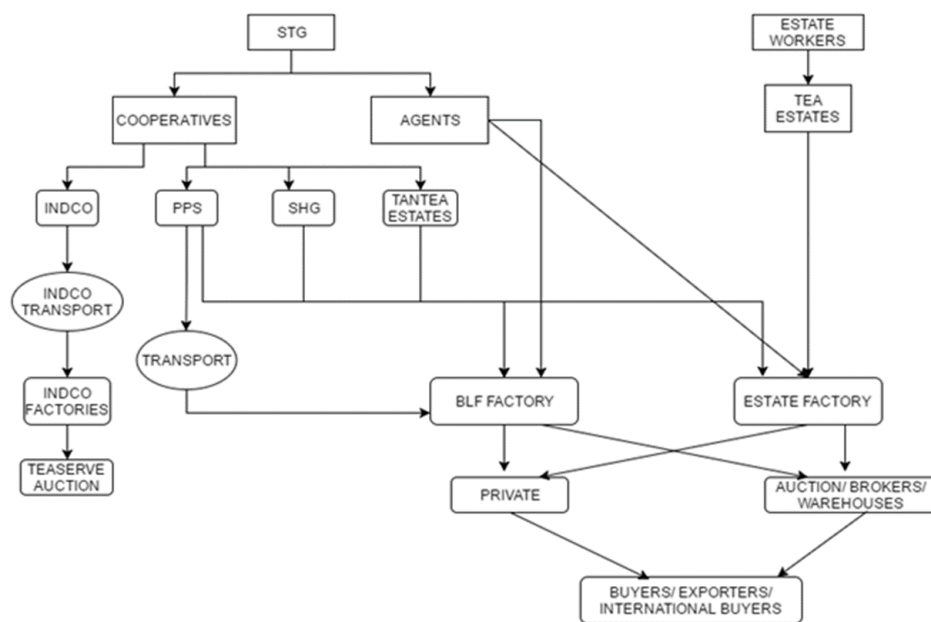 STG
ESTATE
WORKERS
COOPERATIVES
AGENTS
TEA
ESTATES
INDCO
PPS
SHG
TANTEA
ESTATES
INDCO
TRANSPORT
TRANSPORT
INDCO
FACTORIES
BLF FACTORY
ESTATE FACTORY
TEASERVE
AUCTION
PRIVATE
AUCTION/ BROKERS/
WAREHOUSES
BUYERS/ EXPORTERS/
INTERNATIONAL BUYERS